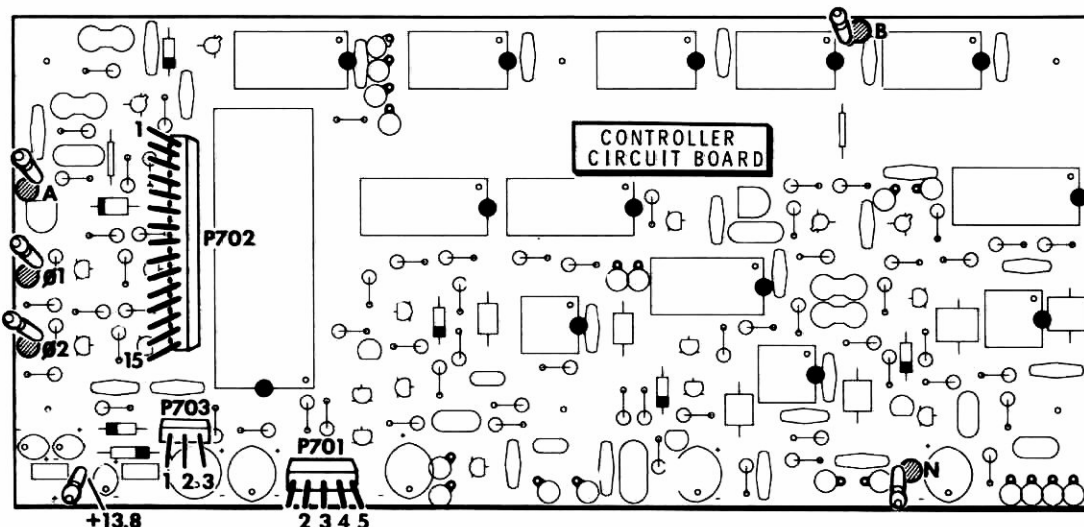 B
1
CONTROLLER
CIRCUIT BOARD
A
P702
Ø1
Ø2
15
P703
P701
1 2 3
N
+13.8
2 3 4 5